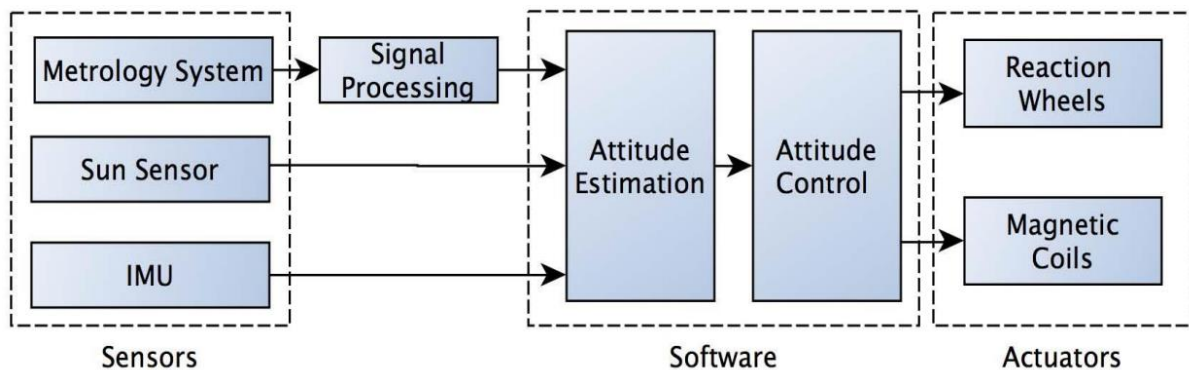 Metrology System
Signal
Processing
Sun Sensor
IMU
Attitude
Estimation
Attitude
Control
Reaction
Wheels
Magnetic
Coils
Sensors
Software
Actuators